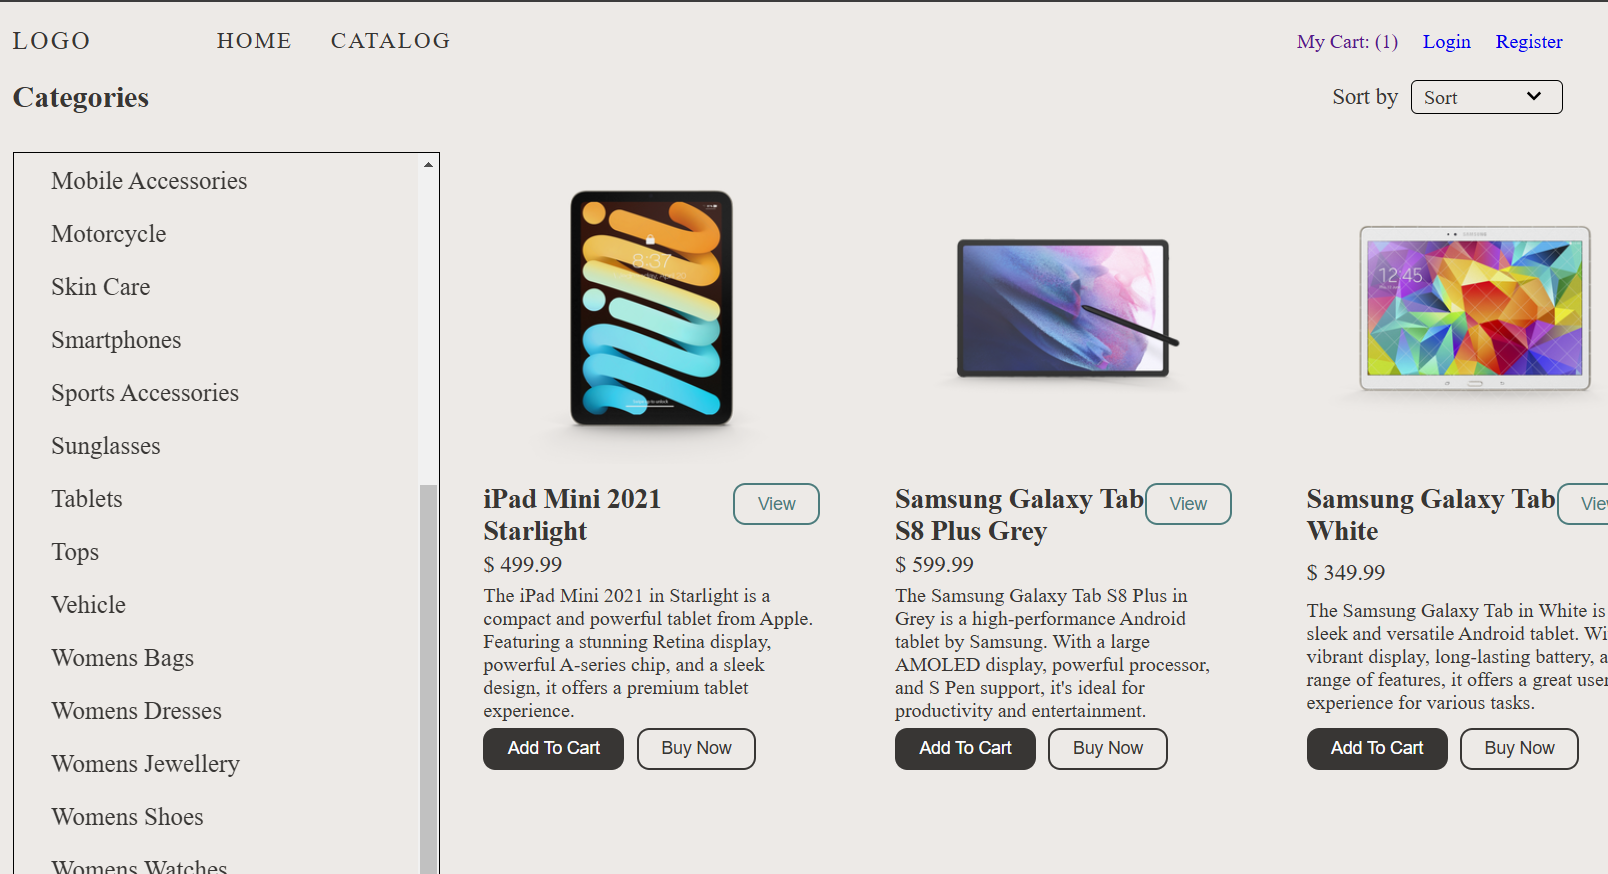 LOGO
HOME
CATALOG
My Cart: (1)
Login
Register
Categories
Sort by
Sort
Mobile Accessories
Motorcycle
Skin Care
Smartphones
Sports Accessories
Sunglasses
Tablets
Tops
Vehicle
Womens Bags
Womens Dresses
Womens Jewellery
Womens Shoes
Womens Watches
8:37
iPad Mini 2021
Starlight
View
$ 499.99
The iPad Mini 2021 in Starlight is a
compact and powerful tablet from Apple.
Featuring a stunning Retina display,
powerful A-series chip, and a sleek
design, it offers a premium tablet
experience.
Add To Cart
Buy Now
Samsung Galaxy Tab
S8 Plus Grey
View
$ 599.99
The Samsung Galaxy Tab S8 Plus in
Grey is a high-performance Android
tablet by Samsung. With a large
AMOLED display, powerful processor,
and S Pen support, it's ideal for
productivity and entertainment.
Add To Cart
Buy Now
SAMSUNG
12:45
Samsung Galaxy Tab
White
Vie
$ 349.99
The Samsung Galaxy Tab in White is
sleek and versatile Android tablet. Wi
vibrant display, long-lasting battery, a
range of features, it offers a great user
experience for various tasks.
Add To Cart
Buy Now